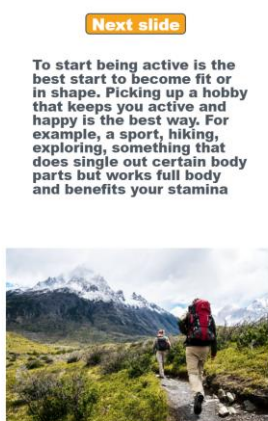 Next slide
To start being active is the
best start to become fit or
in shape. Picking up a hobby
that keeps you active and
happy is the best way. For
example, a sport, hiking,
exploring, something that
does single out certain body
parts but works full body
and benefits your stamina